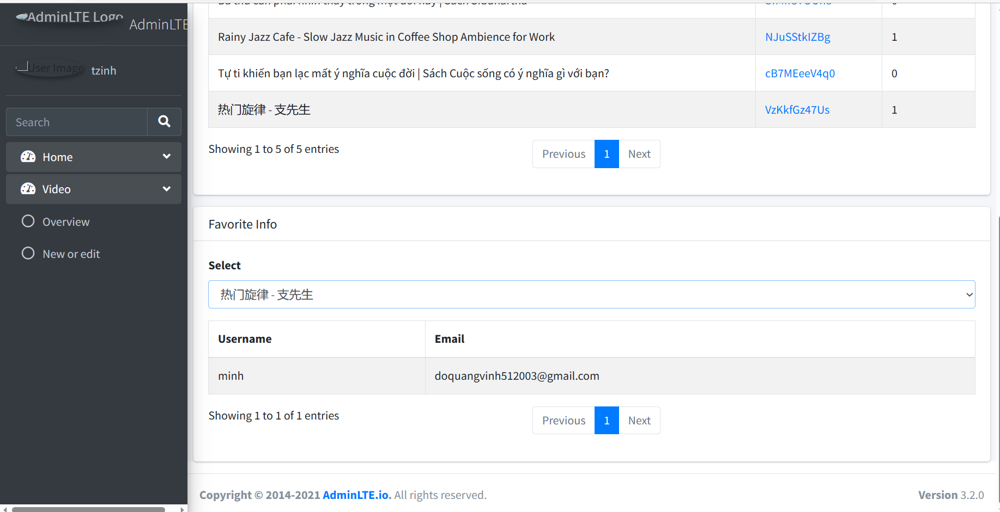 AdminLTE Logo
AdminLTE
User Image
tzinh
Search
Home
Video
Overview
New or edit
Rainy Jazz Cafe - Slow Jazz Music in Coffee Shop Ambience for Work NJuSStkIZBg 1
Tự ti khiến bạn lạc mất ý nghĩa cuộc đời | Sách Cuộc sống có ý nghĩa gì với bạn? cB7MEeeV4q0 0
热门旋律 - 支先生 VzKkfGz47Us 1
Showing 1 to 5 of 5 entries
Previous 1 Next
Favorite Info
Select
热门旋律 - 支先生
Username Email
minh doquangvinh512003@gmail.com
Showing 1 to 1 of 1 entries
Previous 1 Next
Copyright © 2014-2021 AdminLTE.io. All rights reserved.
Version 3.2.0